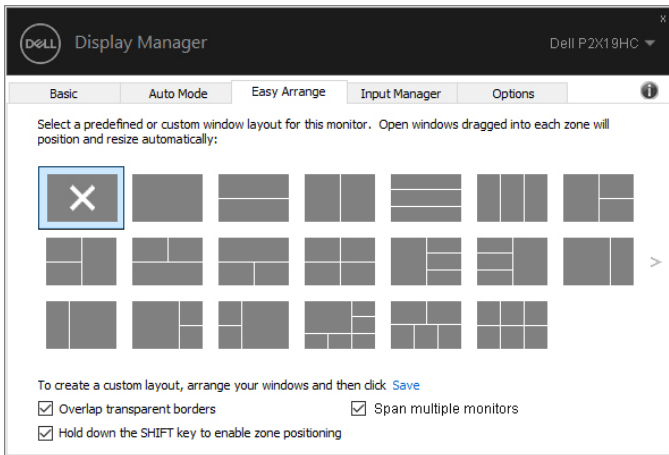 x
DELL Display Manager Dell P2X19HC
Basic Auto Mode Easy Arrange Input Manager Options i
Select a predefined or custom window layout for this monitor. Open windows dragged into each zone will
position and resize automatically:
>
To create a custom layout, arrange your windows and then click Save
Overlap transparent borders Span multiple monitors
Hold down the SHIFT key to enable zone positioning